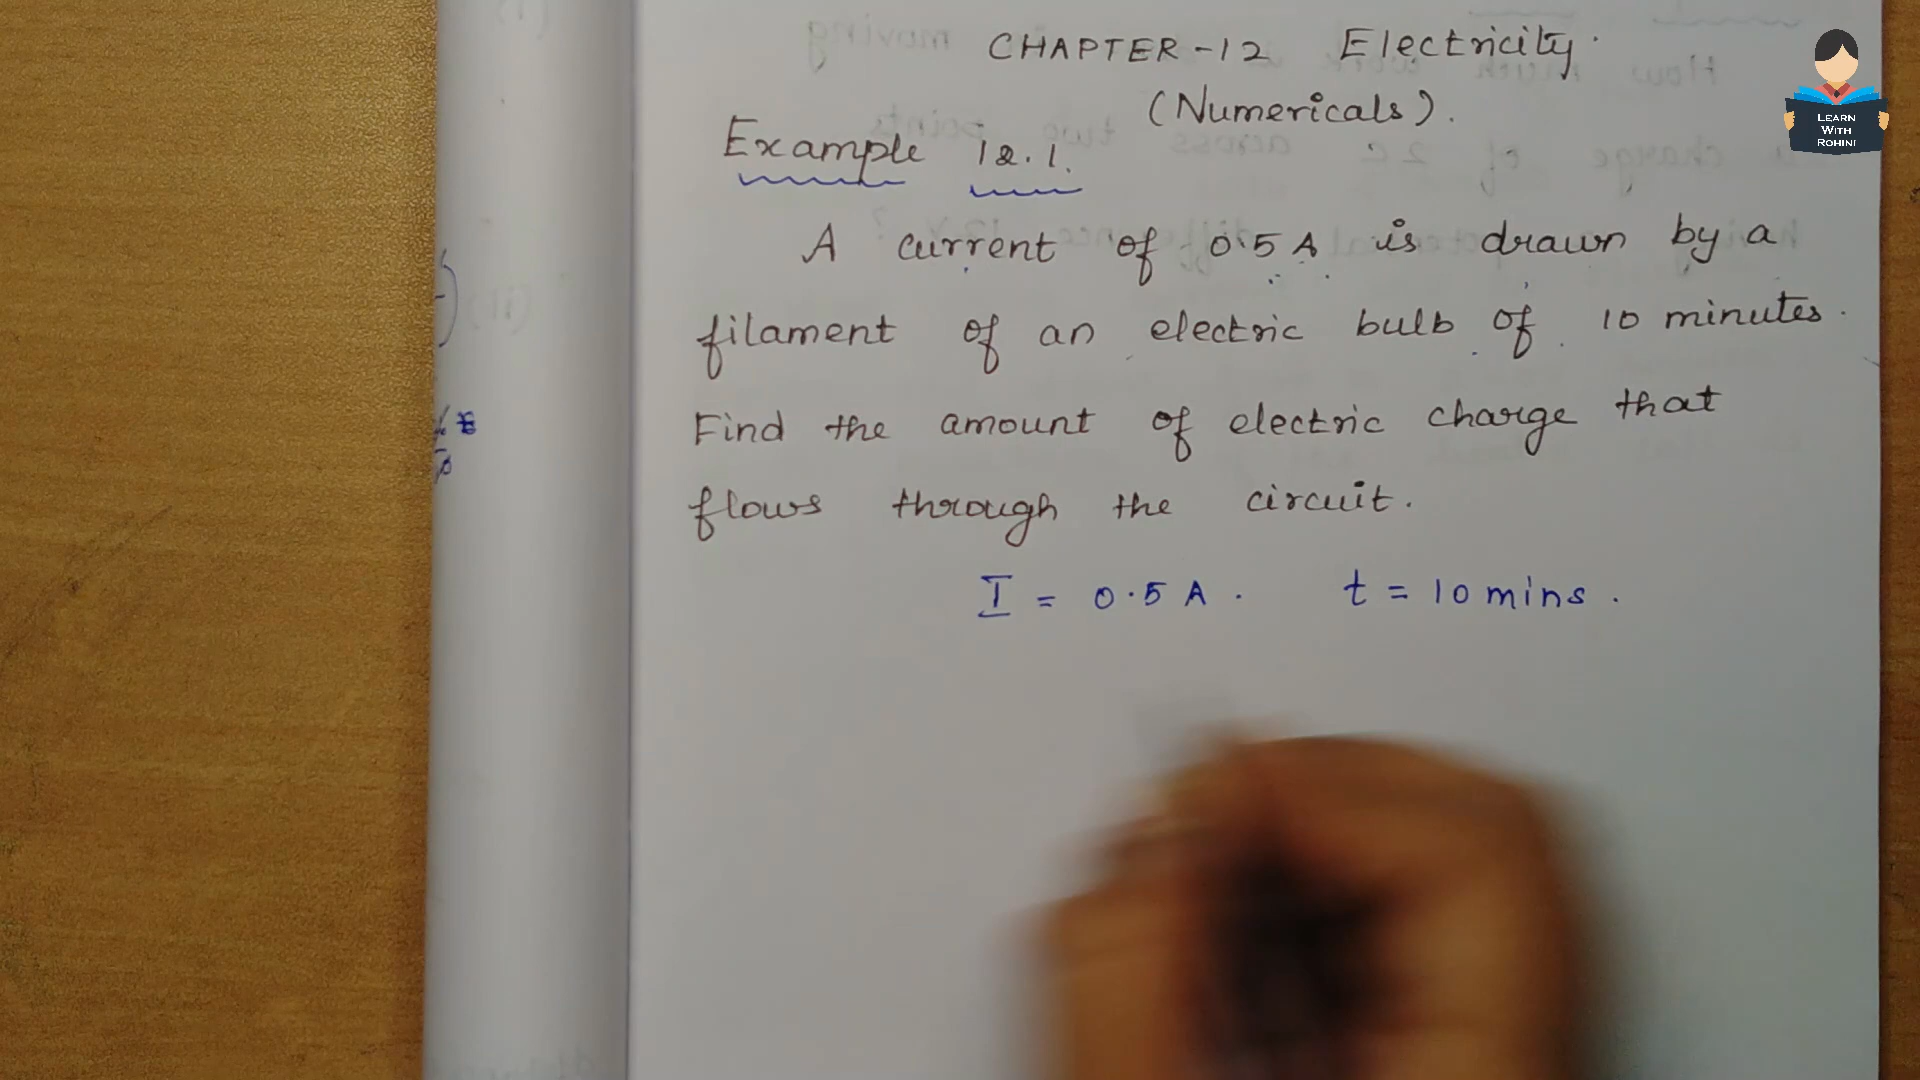 CHAPTER-12 Electricity.
(Numericals).
Example 12.1.
A current of 0.5 A is drawn by a
filament of an electric bulb of 10 minutes.
Find the amount of electric charge that
flows through the circuit.
I = 0.5 A. t = 10 mins.
LEARN
WITH
ROHINI